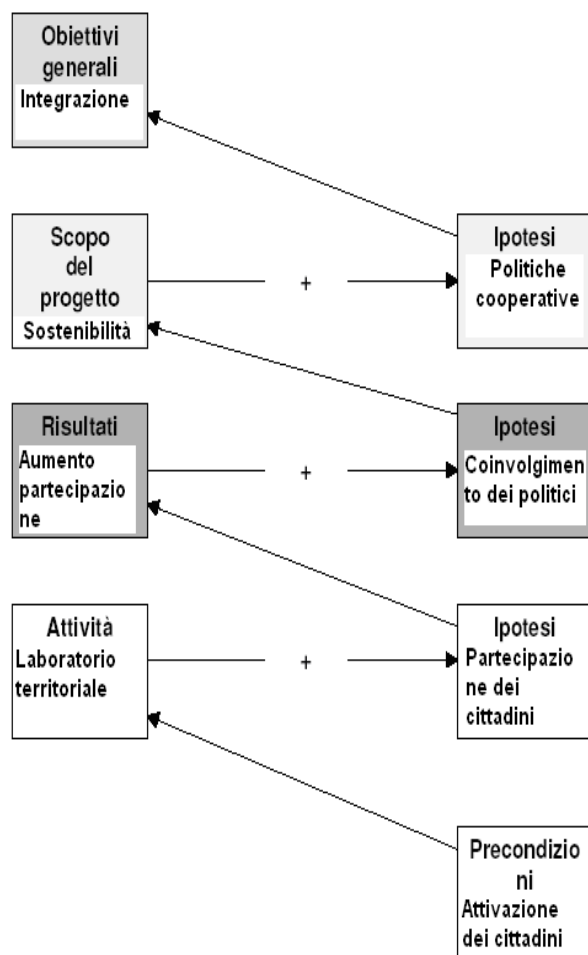 Obiettivi
generali
Integrazione
Scopo
del
progetto
Sostenibilità
+
Ipotesi
Politiche
cooperative
Risultati
Aumento
partecipazio
ne
+
Ipotesi
Coinvolgimen
to dei politici
Attività
Laboratorio
territoriale
+
Ipotesi
Partecipazio
ne dei
cittadini
Precondizio
ni
Attivazione
dei cittadini